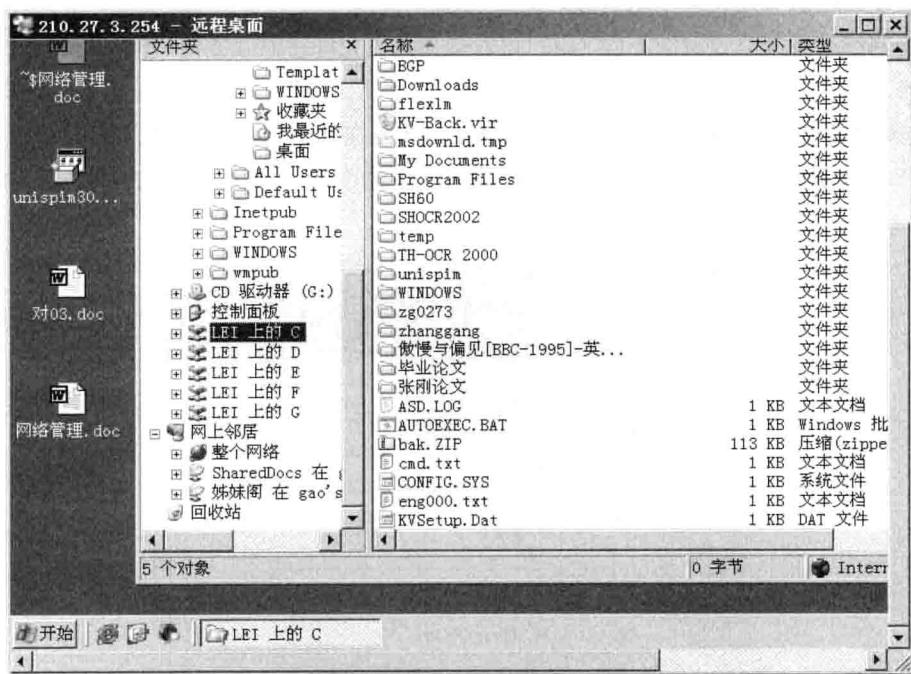 210.27.3.254 - 远程桌面
~$网络管理.
doc
unispim30...
对03.doc
网络管理.doc
文件夹 ×
Templat
WINDOWS
收藏夹
我最近的
桌面
All Users
Default Us
Inetpub
Program File
WINDOWS
wmpub
CD 驱动器 (G:)
控制面板
LEI 上的 C
LEI 上的 D
LEI 上的 E
LEI 上的 F
LEI 上的 G
网上邻居
整个网络
SharedDocs 在
姊妹阁 在 gao's
回收站
名称 大小 类型
BGP 文件夹
Downloads 文件夹
flexlm 文件夹
KV-Back.vir 文件夹
msdownld.tmp 文件夹
My Documents 文件夹
Program Files 文件夹
SH60 文件夹
SHOCR2002 文件夹
temp 文件夹
TH-OCR 2000 文件夹
unispim 文件夹
WINDOWS 文件夹
zg0273 文件夹
zhanggang 文件夹
傲慢与偏见[BBC-1995]-英... 文件夹
毕业论文 文件夹
张刚论文 文件夹
ASD.LOG 1 KB 文本文档
AUTOEXEC.BAT 1 KB Windows 批
bak.ZIP 113 KB 压缩(zippe
cmd.txt 1 KB 文本文档
CONFIG.SYS 1 KB 系统文件
eng000.txt 1 KB 文本文档
KVSetup.Dat 1 KB DAT 文件
5 个对象 0 字节 Inter
开始 LEI 上的 C